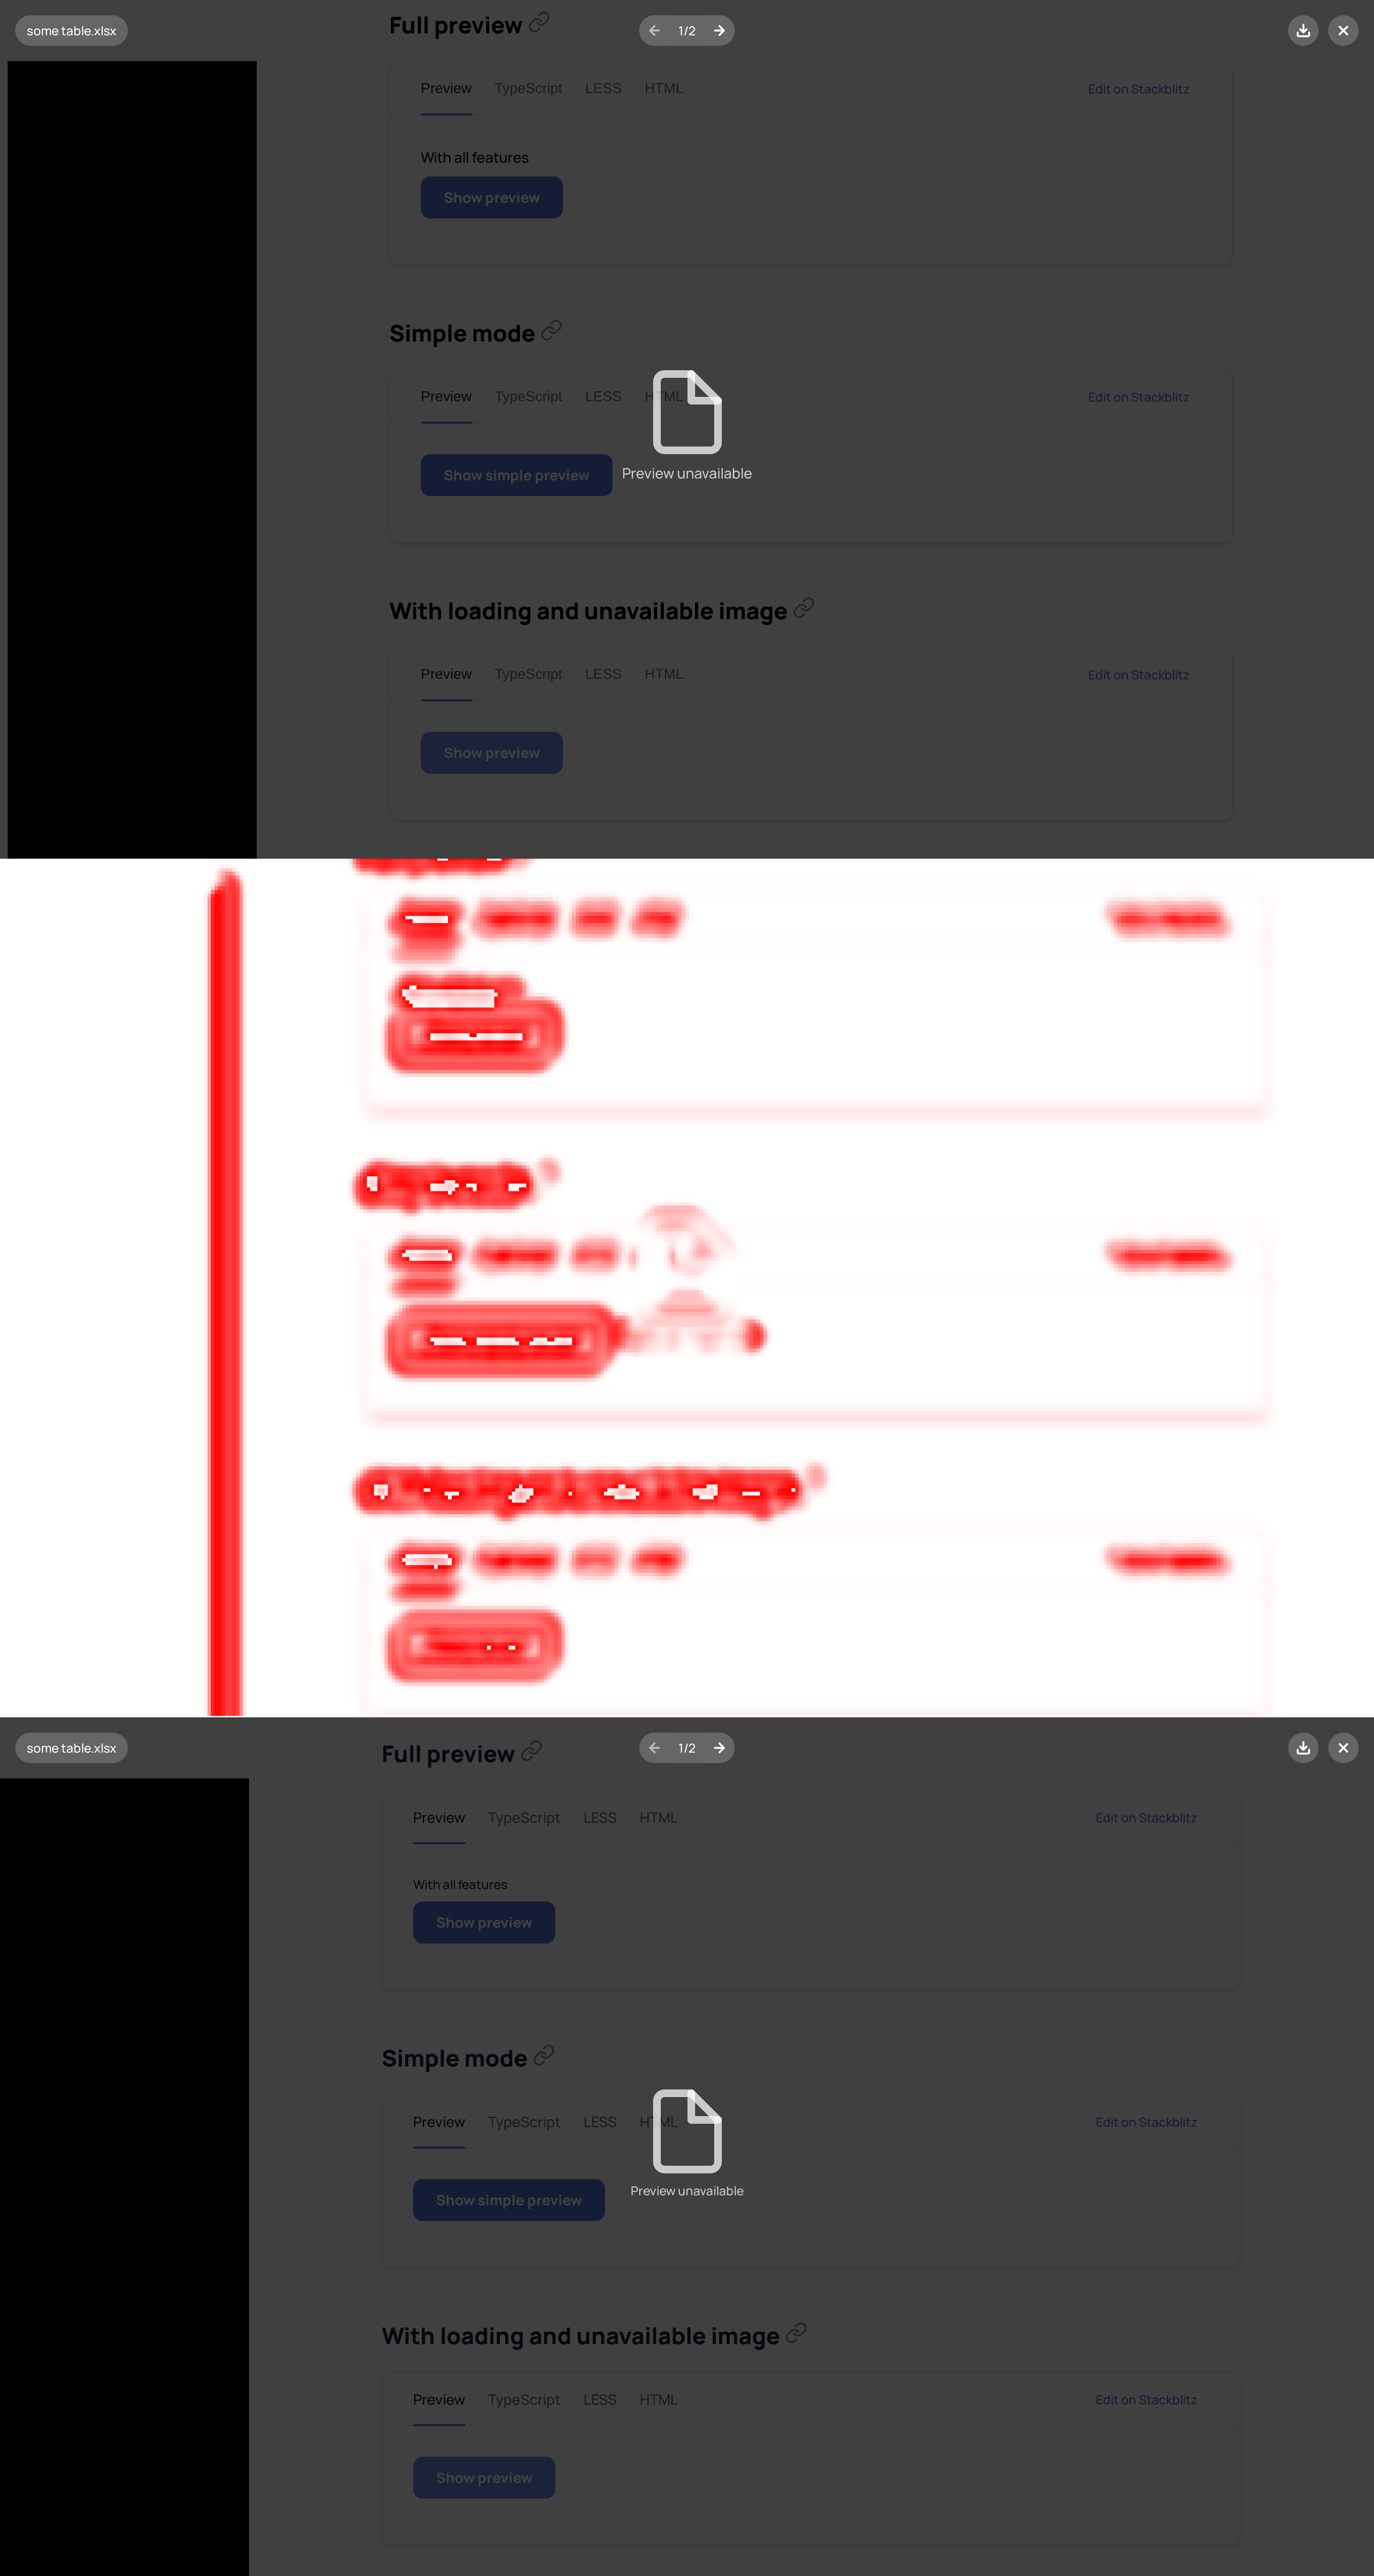 some table.xlsx
Full preview
1/2
Preview TypeScript LESS HTML Edit on Stackblitz
With all features
Show preview
Simple mode
Preview TypeScript LESS HTML Edit on Stackblitz
Show simple preview
Preview unavailable
With loading and unavailable image
Preview TypeScript LESS HTML Edit on Stackblitz
Show preview
some table.xlsx
Full preview
1/2
Preview TypeScript LESS HTML Edit on Stackblitz
With all features
Show preview
Simple mode
Preview TypeScript LESS HTML Edit on Stackblitz
Show simple preview
Preview unavailable
With loading and unavailable image
Preview TypeScript LESS HTML Edit on Stackblitz
Show preview